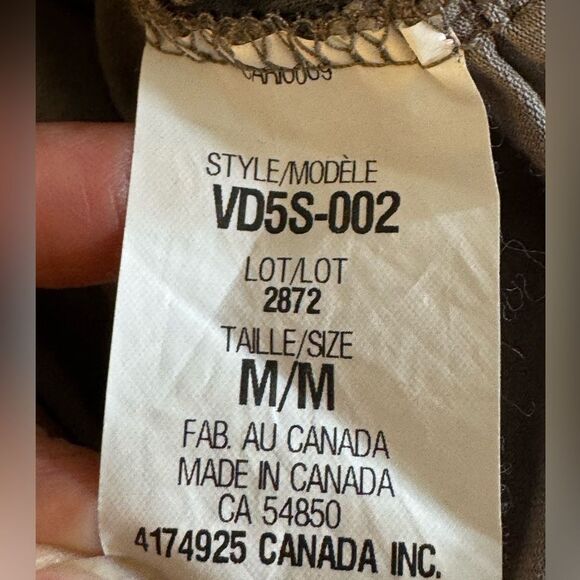 STYLE/MODÈLE
VD5S-002
LOT/LOT
2872
TAILLE/SIZE
M/M
FAB. AU CANADA
MADE IN CANADA
CA 54850
4174925 CANADA INC.